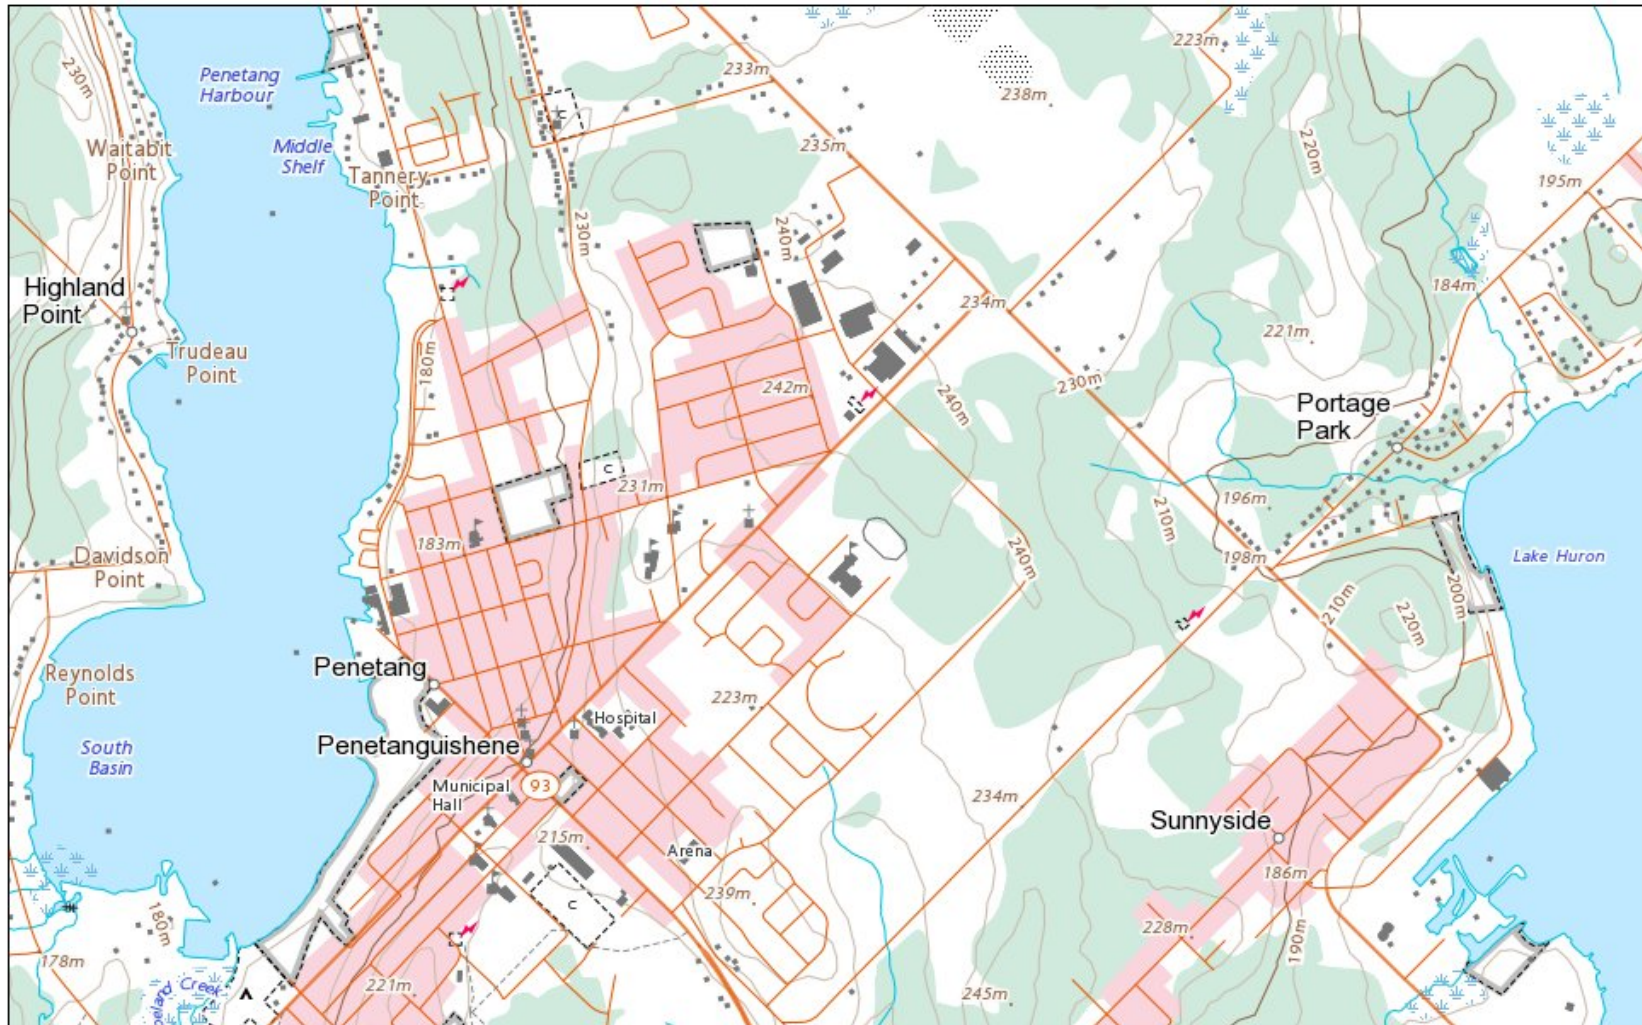 223m
233m
230m
Penetang
Harbour
238m
Middle
Shelf
Waitabit
Point
C
235m
220m
Tannery
Point
195m
230m
240m
Highland
Point
184m
234m
221m
Trudeau
Point
180m
242m
240m
230m
Portage
Park
C
231m
196m
210m
183m
240m
198m
Lake Huron
Davidson
Point
210m
220m
200m
Penetang
Reynolds
Point
223m
Hospital
Penetanguishene
South
Basin
Municipal
Hall
93
234m
Sunnyside
215m
Arena
239m
186m
C
180m
228m
190m
178m
221m
245m
Creek